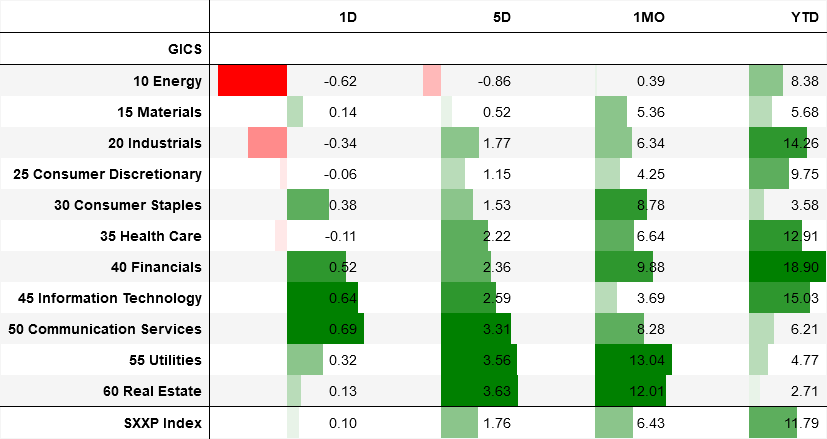 1D 5D 1MO YTD
GICS
10 Energy -0.62 -0.86 0.39 8.38
15 Materials 0.14 0.52 5.36 5.68
20 Industrials -0.34 1.77 6.34 14.26
25 Consumer Discretionary -0.06 1.15 4.25 9.75
30 Consumer Staples 0.38 1.53 8.78 3.58
35 Health Care -0.11 2.22 6.64 12.91
40 Financials 0.52 2.36 9.88 18.90
45 Information Technology 0.64 2.59 3.69 15.03
50 Communication Services 0.69 3.31 8.28 6.21
55 Utilities 0.32 3.56 13.04 4.77
60 Real Estate 0.13 3.63 12.01 2.71
SXXP Index 0.10 1.76 6.43 11.79